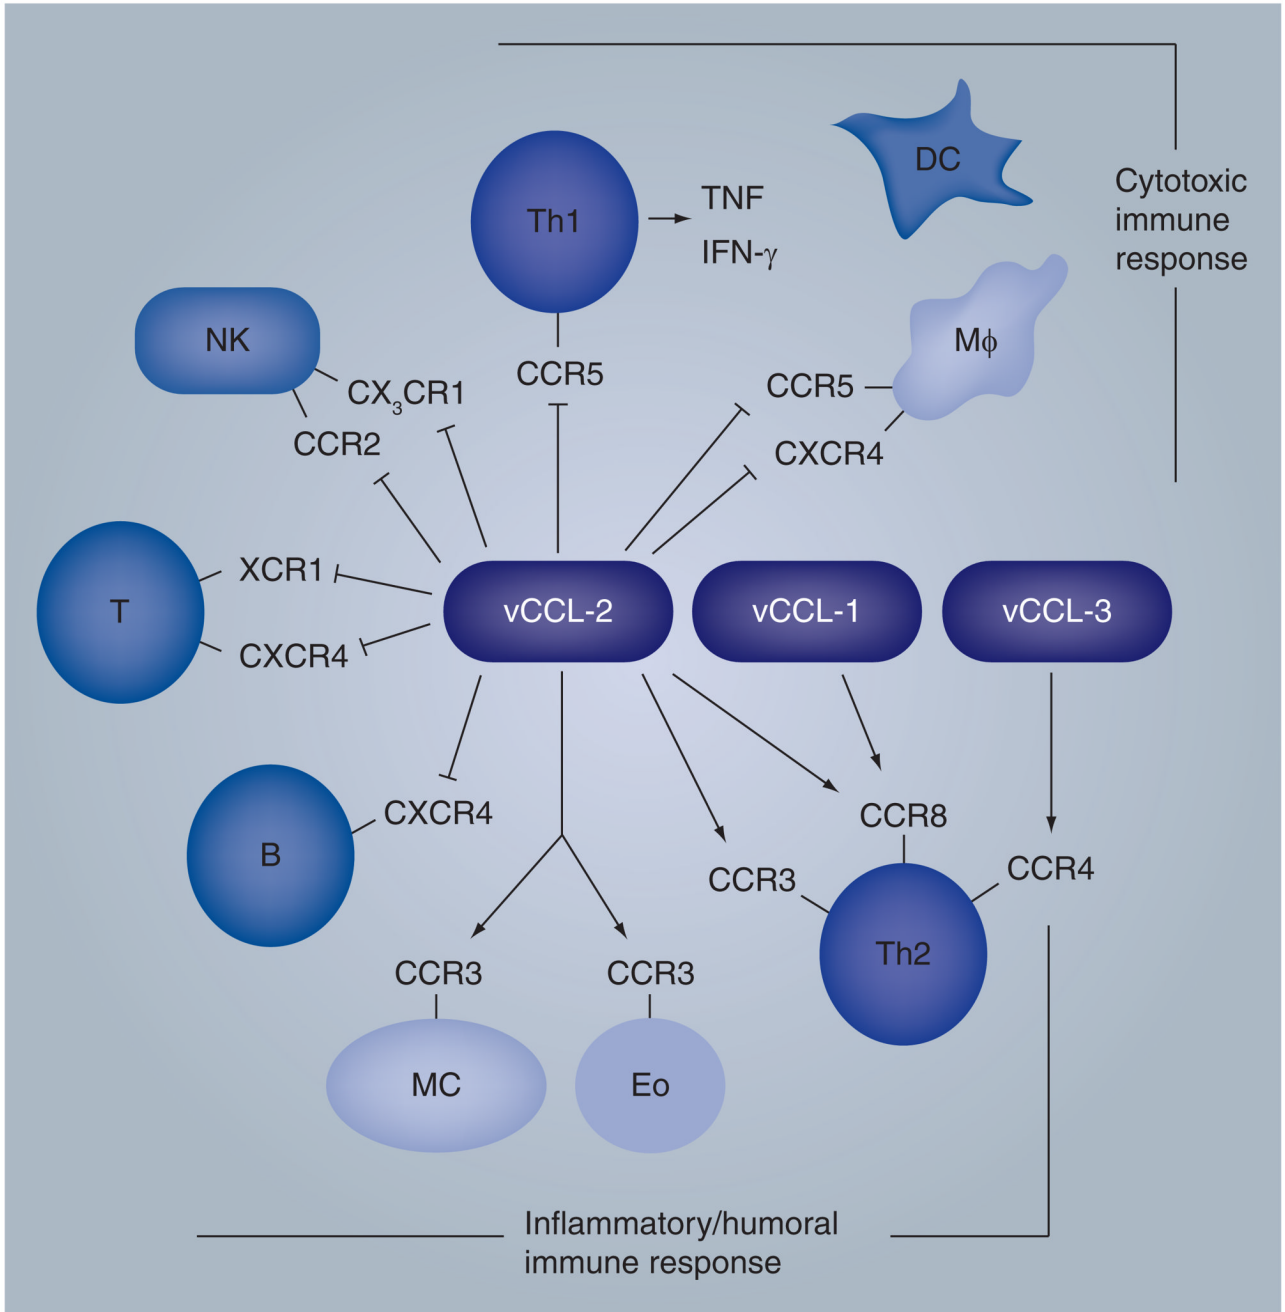 DC
Cytotoxic
immune
response
Th1
TNF
IFN-γ
NK
Mϕ
CX₃CR1
CCR5
CCR5
CCR2
CXCR4
XCR1
T
vCCL-2
vCCL-1
vCCL-3
CXCR4
CXCR4
B
CCR8
CCR3
CCR4
Th2
CCR3
CCR3
MC
Eo
Inflammatory/humoral
immune response